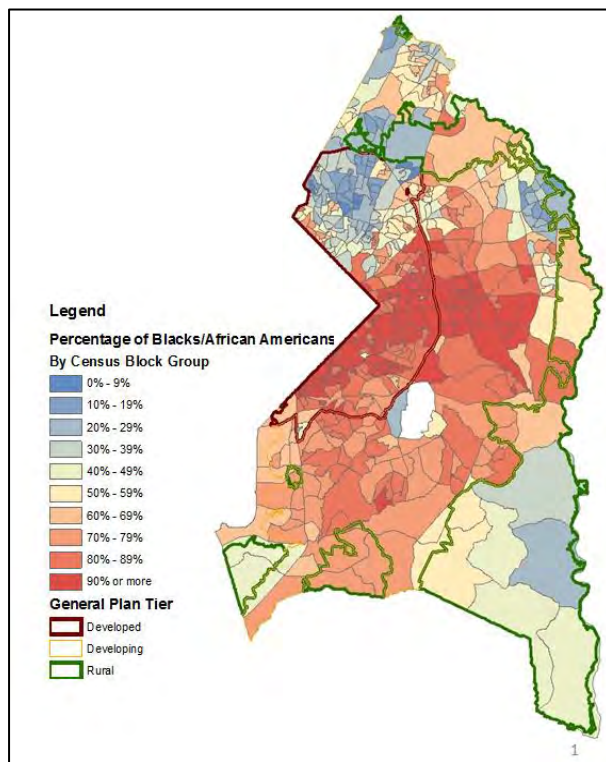 Legend
Percentage of Blacks/African Americans
By Census Block Group
0% - 9%
10% - 19%
20% - 29%
30% - 39%
40% - 49%
50% - 59%
60% - 69%
70% - 79%
80% - 89%
90% or more
General Plan Tier
Developed
Developing
Rural
1